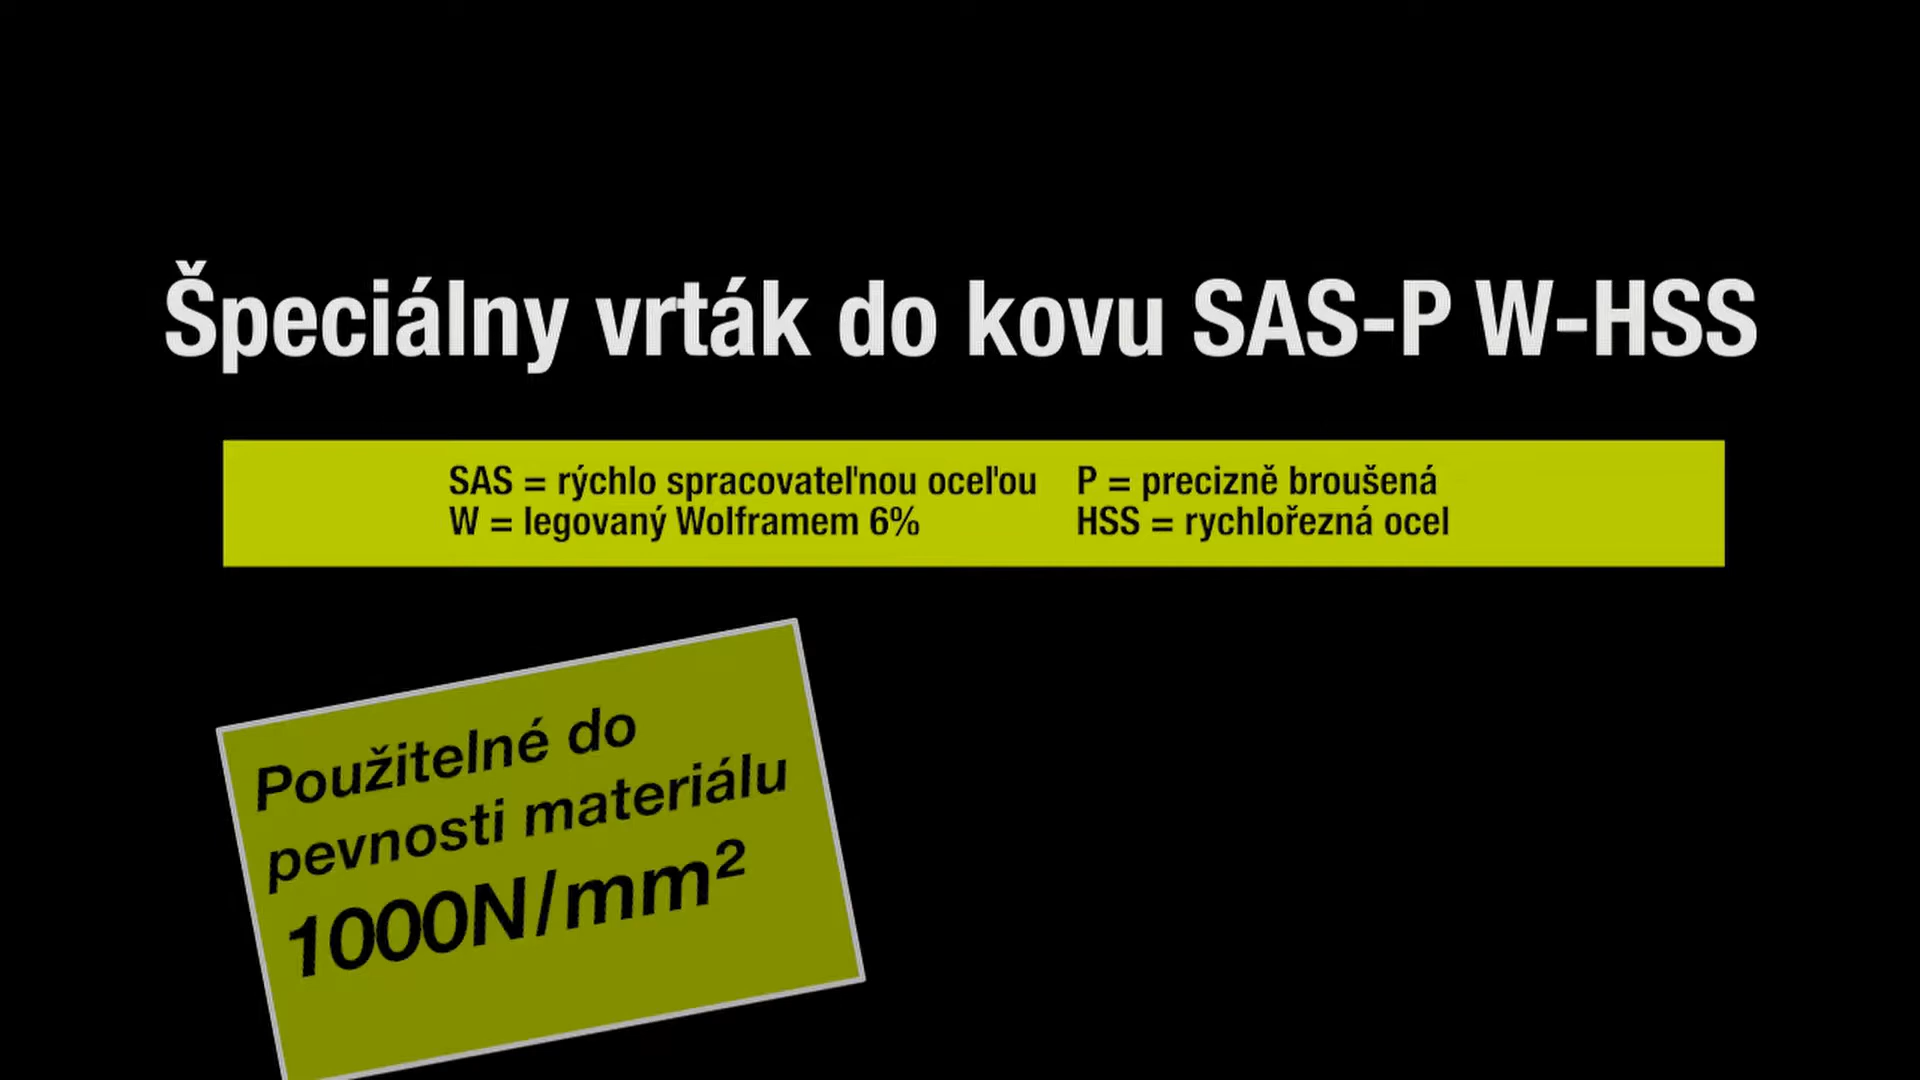 Špeciálny vrták do kovu SAS-P W-HSS
SAS = rýchlo spracovateľnou oceľou P = precizně broušená
W = legovaný Wolframem 6% HSS = rychlořezná ocel
Použitelné do
pevnosti materiálu
1000N/mm²